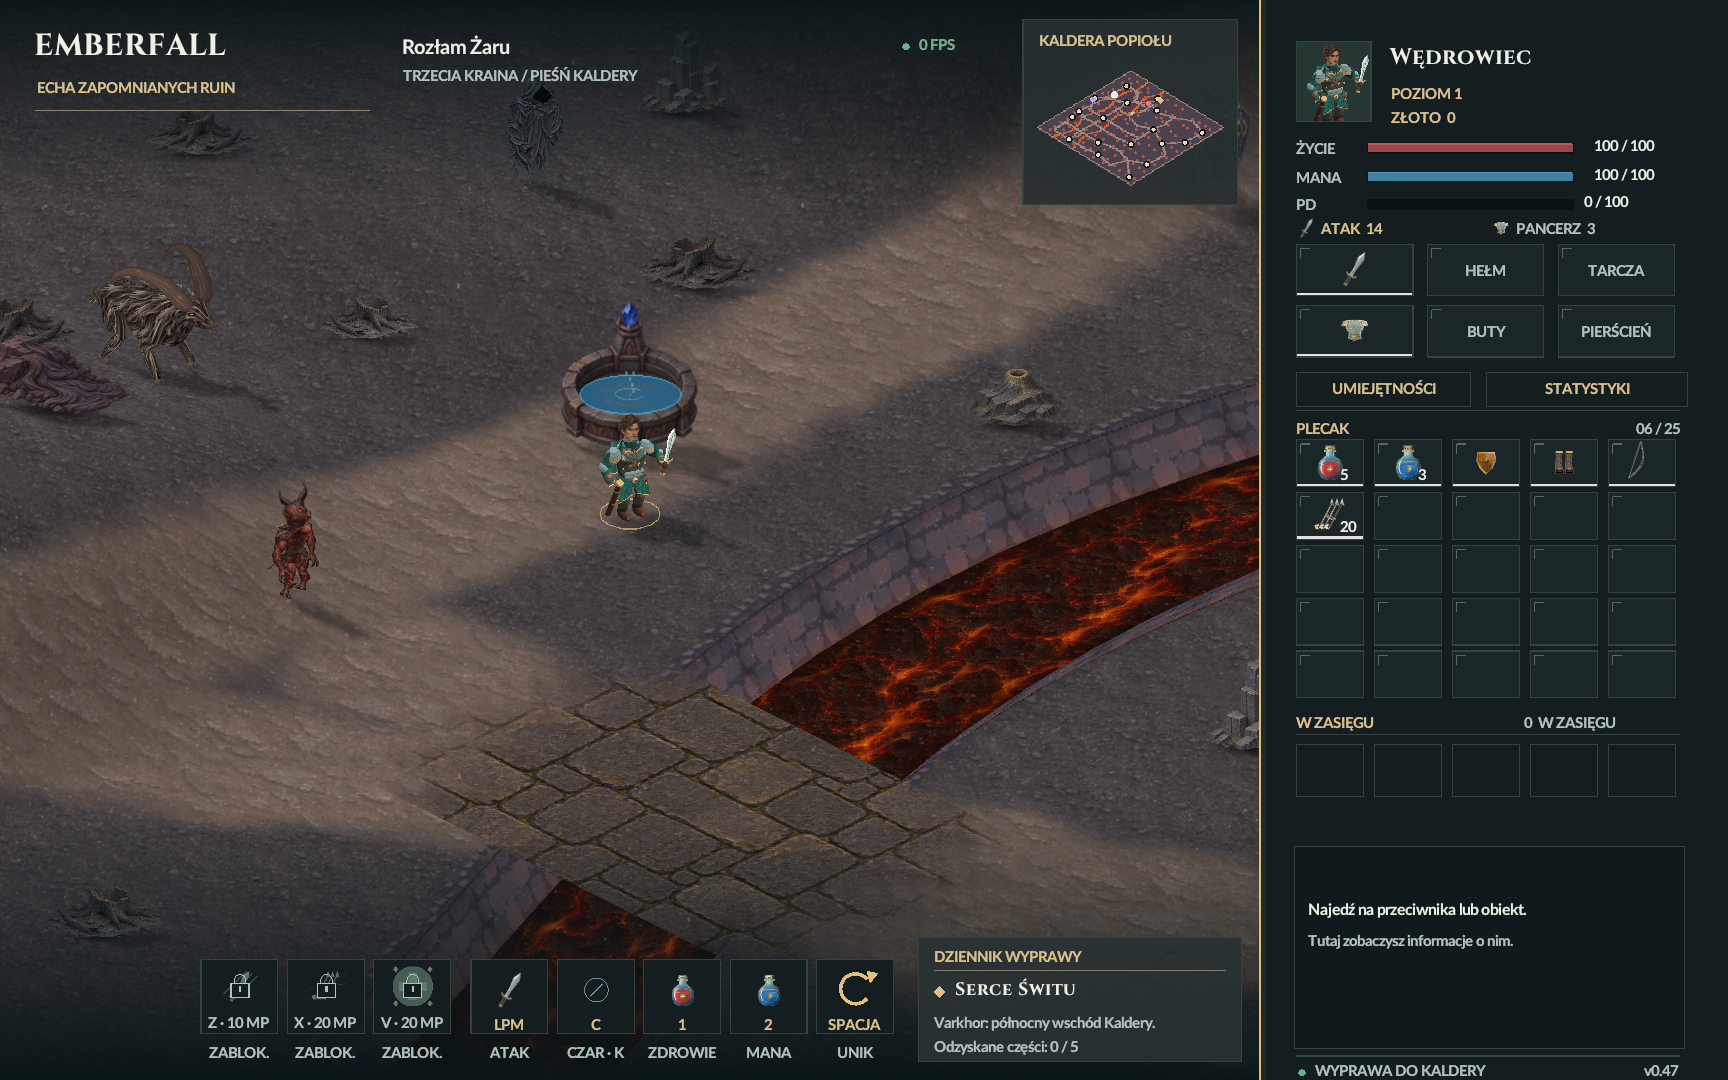 EMBERFALL
ECHA ZAPOMNIANYCH RUIN
Rozłam Żaru
TRZECIA KRAINA / PIEŚŃ KALDERY
0 FPS
KALDERA POPIOŁU
Wędrowiec
POZIOM 1
ZŁOTO 0
ŻYCIE 100 / 100
MANA 100 / 100
PD 0 / 100
ATAK 14
PANCERZ 3
HEŁM
TARCZA
BUTY
PIERŚCIEŃ
UMIEJĘTNOŚCI
STATYSTYKI
PLECAK 06 / 25
5
3
20
W ZASIĘGU
0 W ZASIĘGU
Najedź na przeciwnika lub obiekt.
Tutaj zobaczysz informacje o nim.
WYPRAWA DO KALDERY v0.47
Z · 10 MP
ZABLOK.
X · 20 MP
ZABLOK.
V · 20 MP
ZABLOK.
LPM
ATAK
C
CZAR · K
1
ZDROWIE
2
MANA
SPACJA
UNIK
DZIENNIK WYPRAWY
Serce Świtu
Varkhor: północny wschód Kaldery.
Odzyskane części: 0 / 5